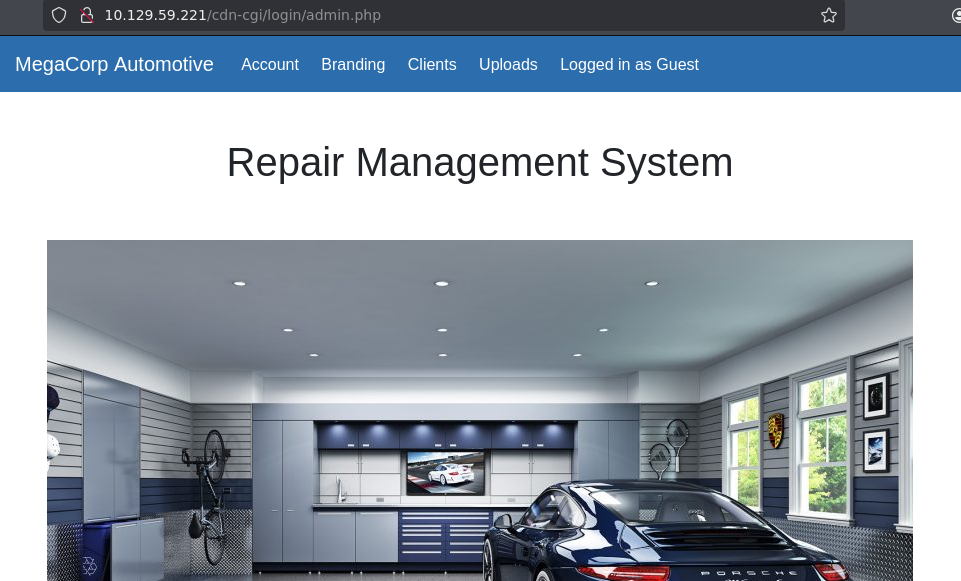 10.129.59.221/cdn-cgi/login/admin.php
MegaCorp Automotive Account Branding Clients Uploads Logged in as Guest
Repair Management System
PORSCHE